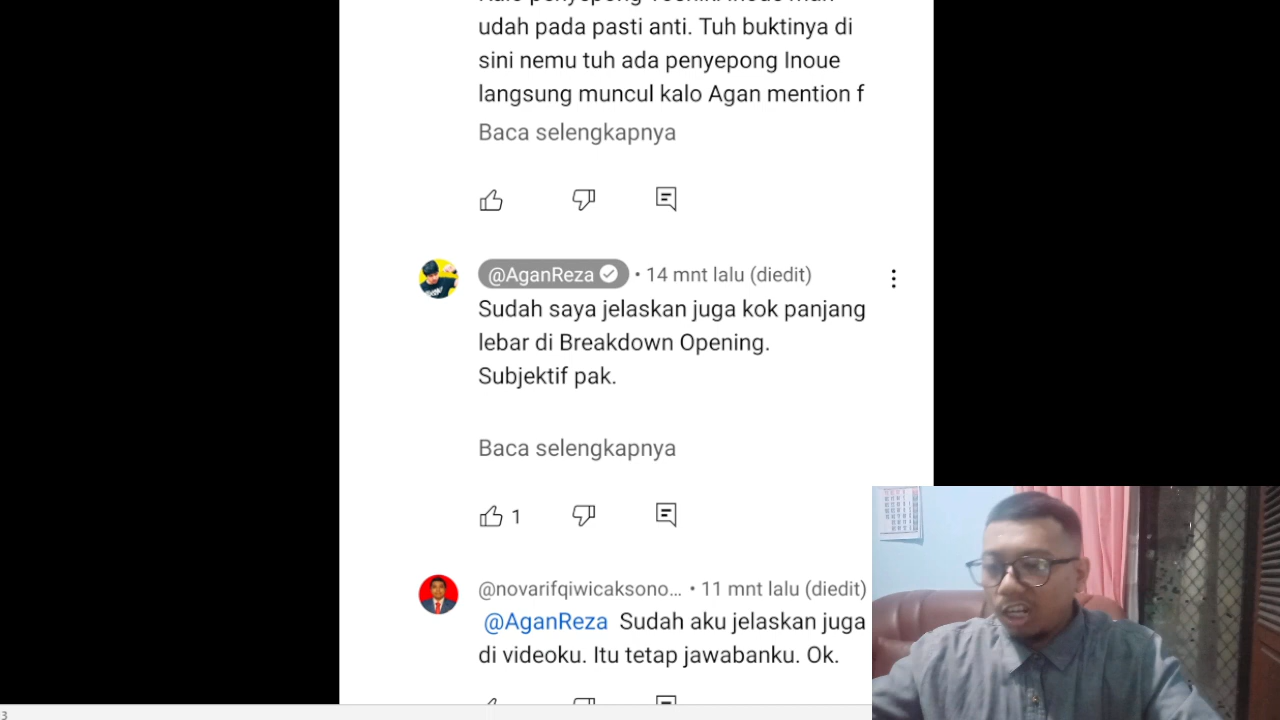 udah pada pasti anti. Tuh buktinya di
sini nemu tuh ada penyepong Inoue
langsung muncul kalo Agan mention f
Baca selengkapnya
@AganReza • 14 mnt lalu (diedit)
Sudah saya jelaskan juga kok panjang
lebar di Breakdown Opening.
Subjektif pak.
Baca selengkapnya
1
@novarifqiwicaksono... • 11 mnt lalu (diedit)
@AganReza Sudah aku jelaskan juga
di videoku. Itu tetap jawabanku. Ok.
3